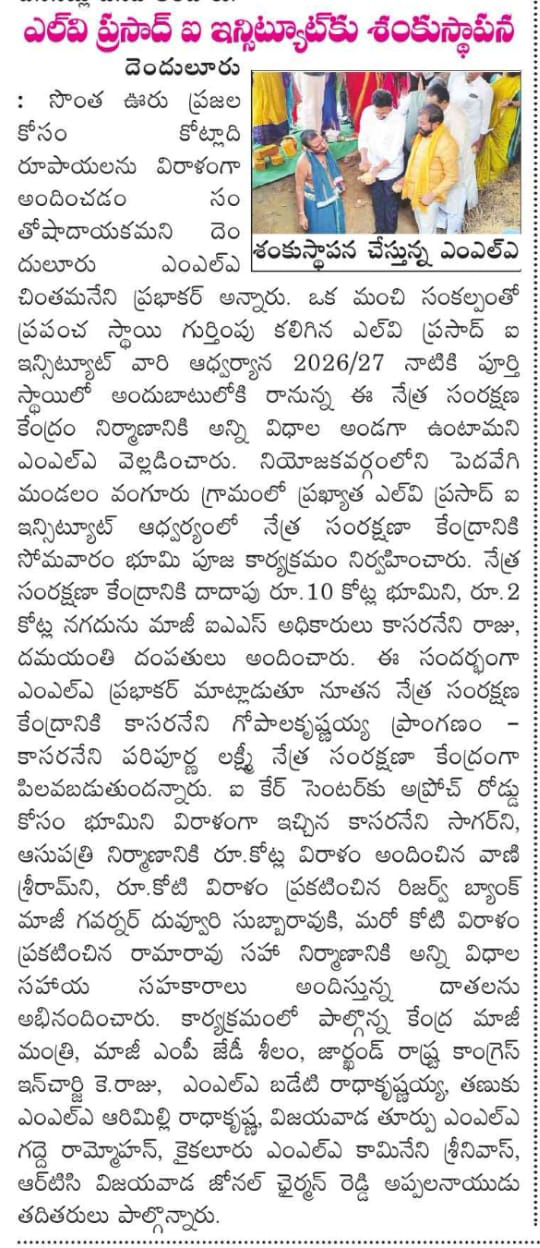 ఎల్‌వి ప్రసాద్ ఐ ఇన్సిట్యూట్‌కు శంకుస్థాపన
దెందులూరు
: సొంత ఊరు ప్రజల
కోసం కోట్లాది
రూపాయలను విరాళంగా
అందించడం సం
తోషాదాయకమని దెం
దులూరు ఎంఎల్ఎ
శంకుస్థాపన చేస్తున్న ఎంఎల్ఎ
చింతమనేని ప్రభాకర్ అన్నారు. ఒక మంచి సంకల్పంతో
ప్రపంచ స్థాయి గుర్తింపు కలిగిన ఎల్‌వి ప్రసాద్ ఐ
ఇన్సిట్యూట్ వారి ఆధ్వర్యాన 2026/27 నాటికి పూర్తి
స్థాయిలో అందుబాటులోకి రానున్న ఈ నేత్ర సంరక్షణ
కేంద్రం నిర్మాణానికి అన్ని విధాల అండగా ఉంటామని
ఎంఎల్ఎ వెల్లడించారు. నియోజకవర్గంలోని పెదవేగి
మండలం వంగూరు గ్రామంలో ప్రఖ్యాత ఎల్‌వి ప్రసాద్ ఐ
ఇన్సిట్యూట్ ఆధ్వర్యంలో నేత్ర సంరక్షణా కేంద్రానికి
సోమవారం భూమి పూజ కార్యక్రమం నిర్వహించారు. నేత్ర
సంరక్షణా కేంద్రానికి దాదాపు రూ.10 కోట్ల భూమిని, రూ.2
కోట్ల నగదును మాజీ ఐఎఎస్ అధికారులు కాసరనేని రాజు,
దమయంతి దంపతులు అందించారు. ఈ సందర్భంగా
ఎంఎల్ఎ ప్రభాకర్ మాట్లాడుతూ నూతన నేత్ర సంరక్షణ
కేంద్రానికి కాసరనేని గోపాలకృష్ణయ్య ప్రాంగణం –
కాసరనేని పరిపూర్ణ లక్ష్మీ నేత్ర సంరక్షణా కేంద్రంగా
పిలవబడుతుందన్నారు. ఐ కేర్ సెంటర్‌కు అప్రోచ్ రోడ్డు
కోసం భూమిని విరాళంగా ఇచ్చిన కాసరనేని సాగర్‌ని,
ఆసుపత్రి నిర్మాణానికి రూ.కోట్ల విరాళం అందించిన వాణి
శ్రీరామ్‌ని, రూ.కోటి విరాళం ప్రకటించిన రిజర్వ్ బ్యాంక్
మాజీ గవర్నర్ దువ్వూరి సుబ్బారావుకి, మరో కోటి విరాళం
ప్రకటించిన రామారావు సహా నిర్మాణానికి అన్ని విధాల
సహాయ సహకారాలు అందిస్తున్న దాతలను
అభినందించారు. కార్యక్రమంలో పాల్గొన్న కేంద్ర మాజీ
మంత్రి, మాజీ ఎంపీ జేడీ శీలం, జార్ఖండ్ రాష్ట్ర కాంగ్రెస్
ఇన్‌చార్జి కె.రాజు, ఎంఎల్ఎ బడేటి రాధాకృష్ణయ్య, తణుకు
ఎంఎల్ఎ ఆరిమిల్లి రాధాకృష్ణ, విజయవాడ తూర్పు ఎంఎల్ఎ
గద్దె రామ్మోహన్, కైకలూరు ఎంఎల్ఎ కామినేని శ్రీనివాస్,
ఆర్‌టిసి విజయవాడ జోనల్ ఛైర్మన్ రెడ్డి అప్పలనాయుడు
తదితరులు పాల్గొన్నారు.